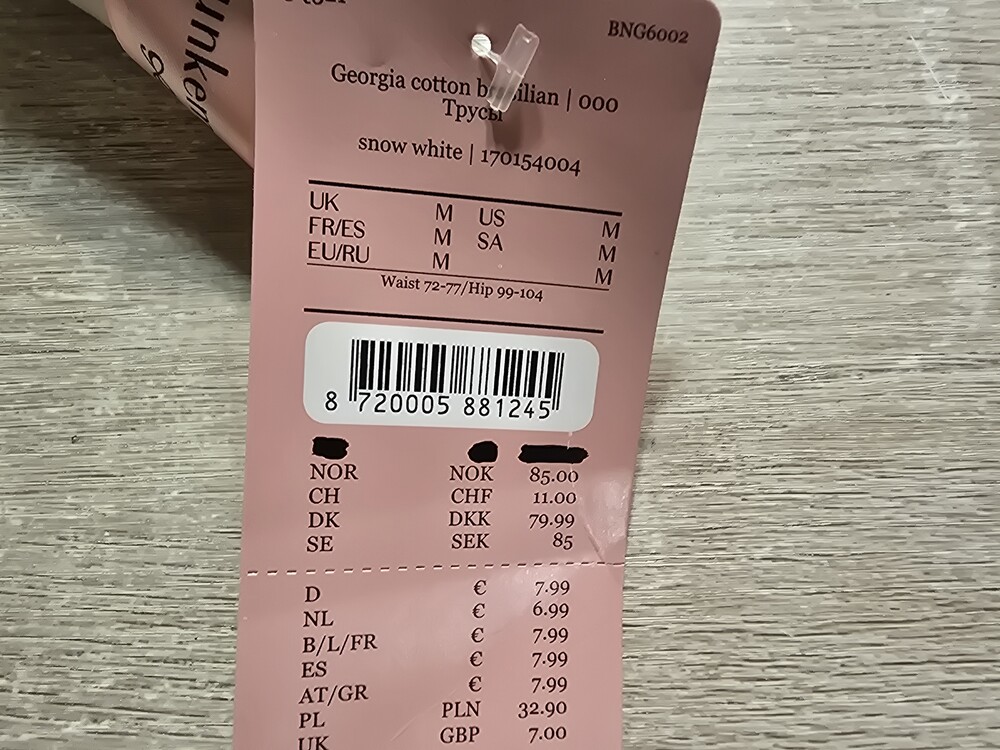 unkem
BNG6002
Georgia cotton brasilian | 000
Трусы
snow white | 170154004
UK M US M
FR/ES M SA M
EU/RU M M
Waist 72-77/Hip 99-104
8 720005 881245
NOR NOK 85.00
CH CHF 11.00
DK DKK 79.99
SE SEK 85
D € 7.99
NL € 6.99
B/L/FR € 7.99
ES € 7.99
AT/GR € 7.99
PL PLN 32.90
UK GBP 7.00